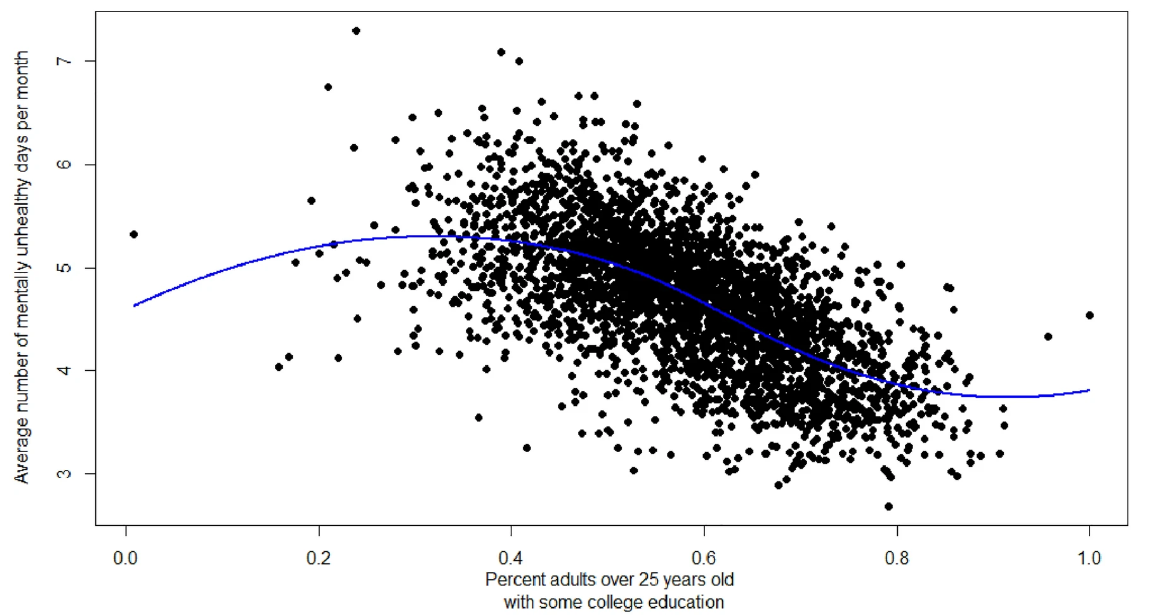 Average number of mentally unhealthy days per month
7
6
5
4
3
0.0 0.2 0.4 0.6 0.8 1.0
Percent adults over 25 years old
with some college education